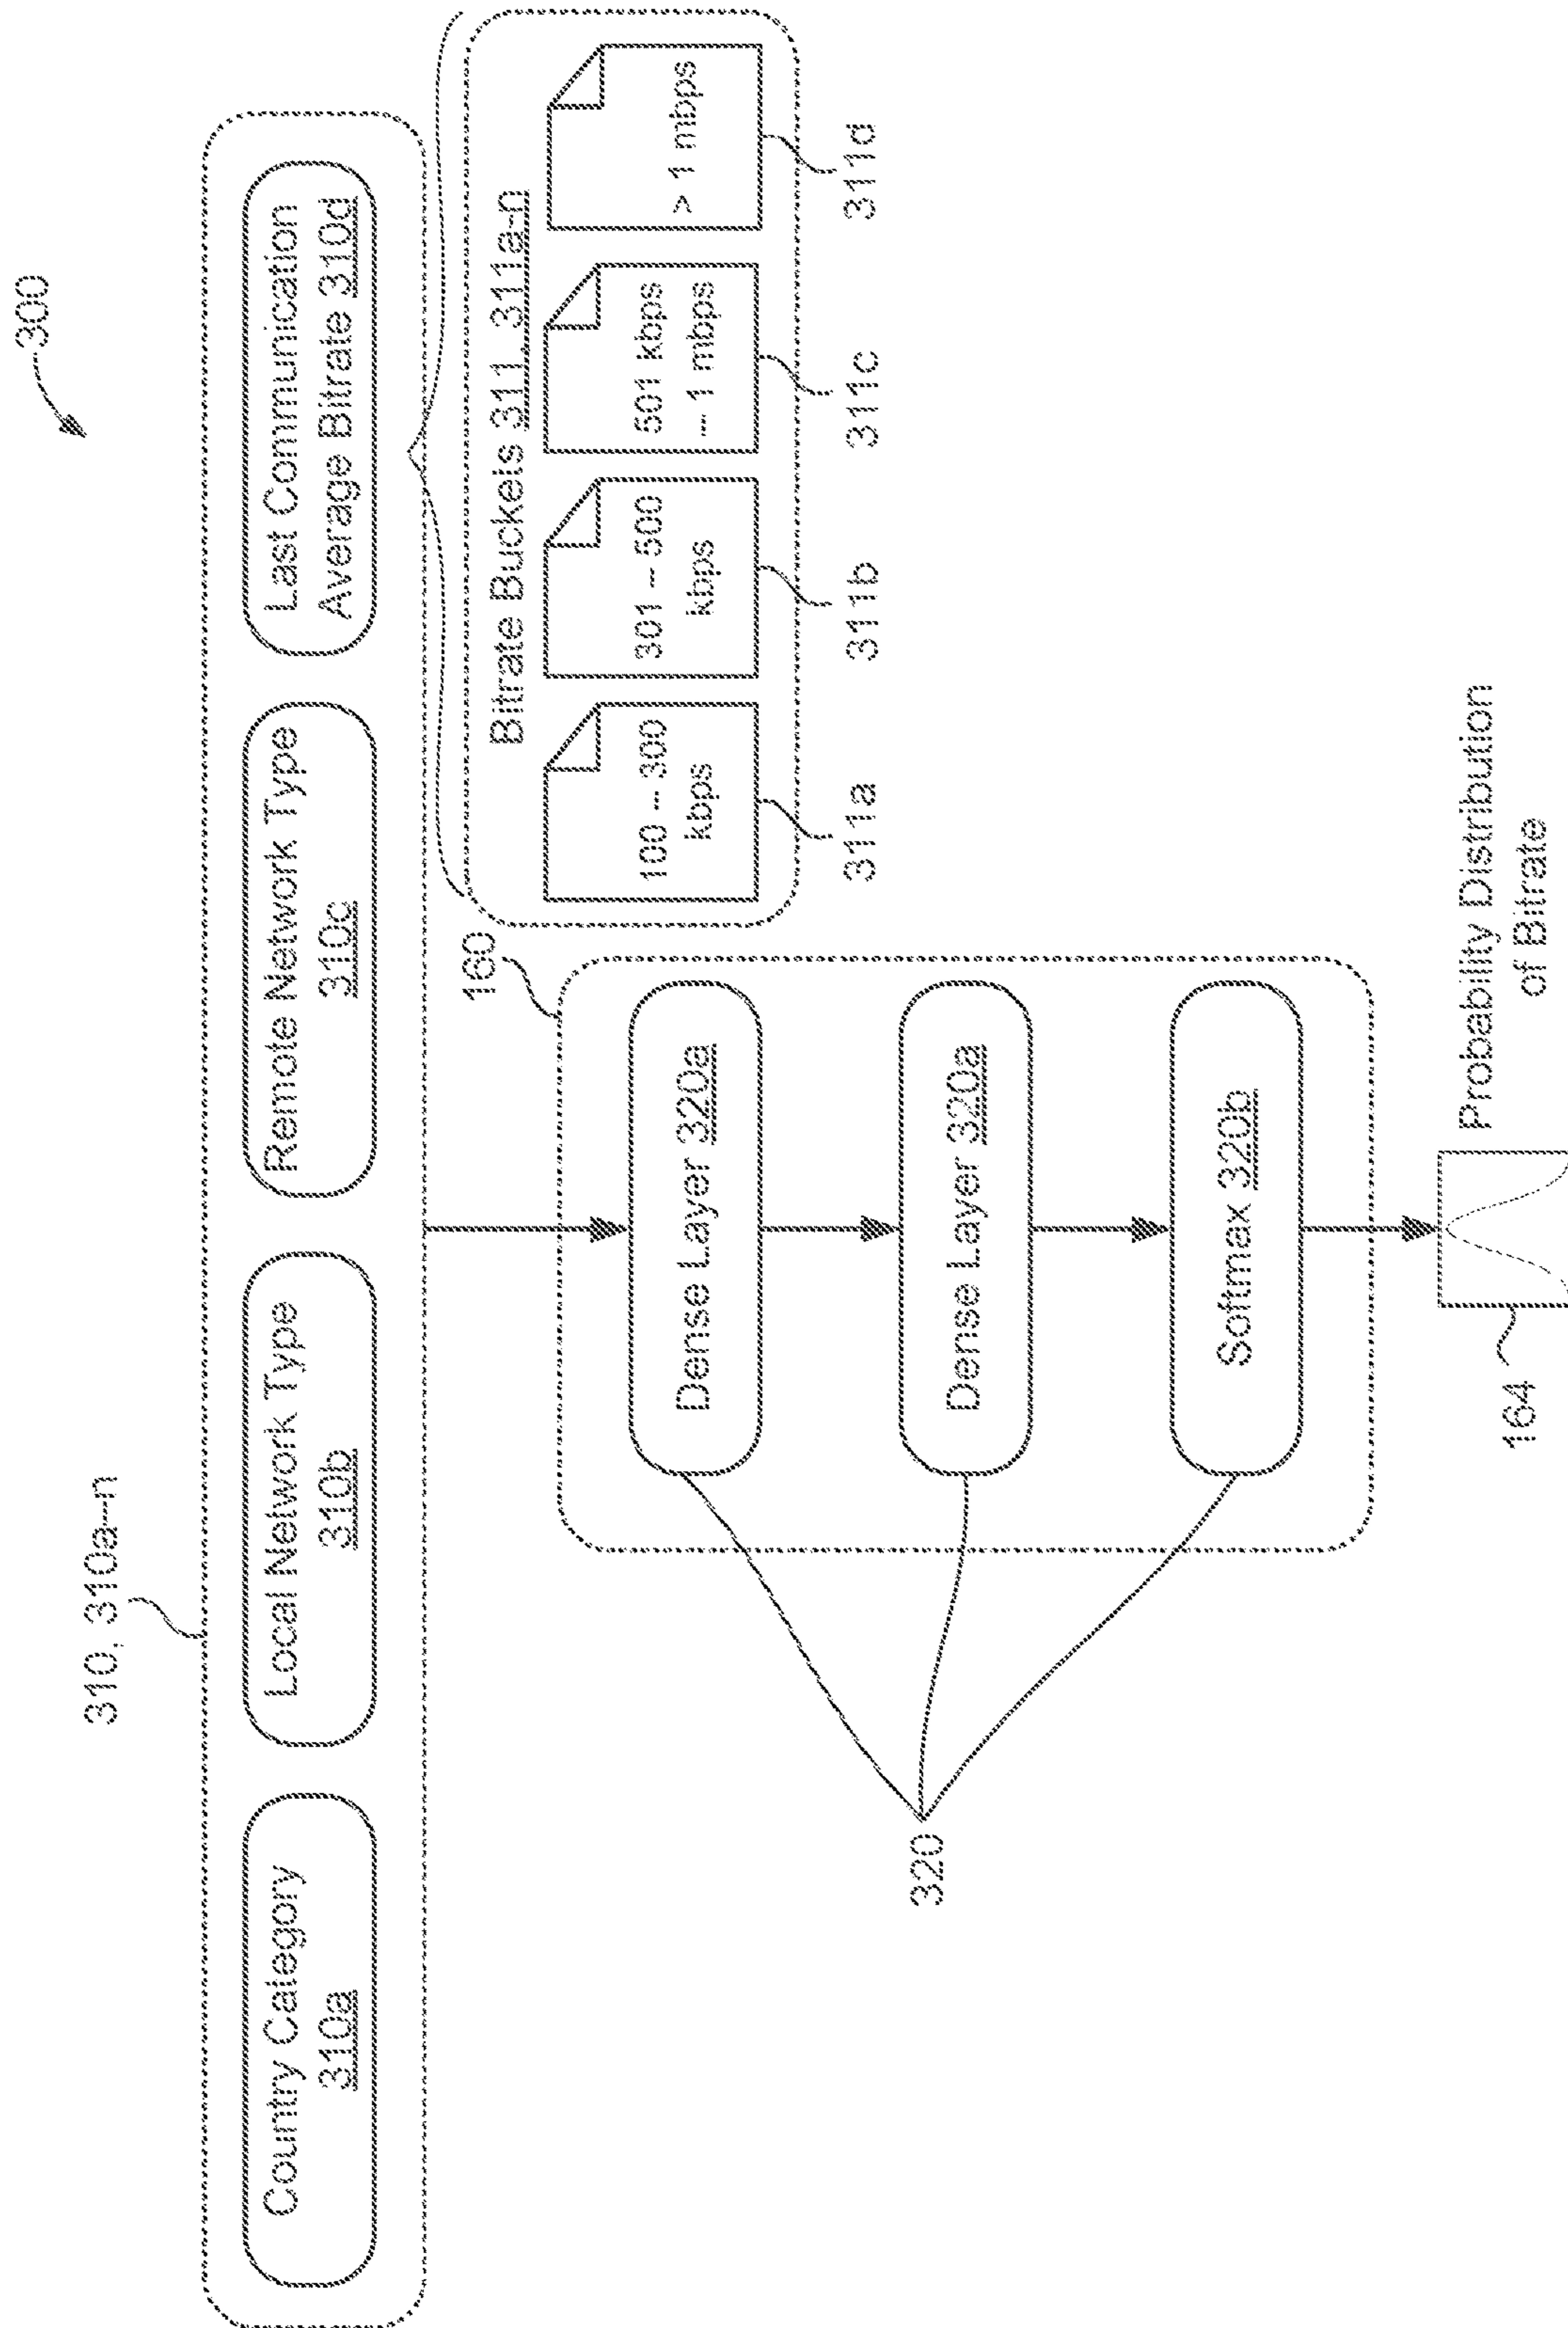 300
310, 310a–n
Country Category
310a
Local Network Type
310b
Remote Network Type
310c
Last Communication
Average Bitrate 310d
Bitrate Buckets 311, 311a-n
100 – 300
kbps
301 – 500
kbps
501 kbps
– 1 mbps
> 1 mbps
311a
311b
311c
311d
160
Dense Layer 320a
Dense Layer 320a
Softmax 320b
320
164
Probability Distribution
of Bitrate